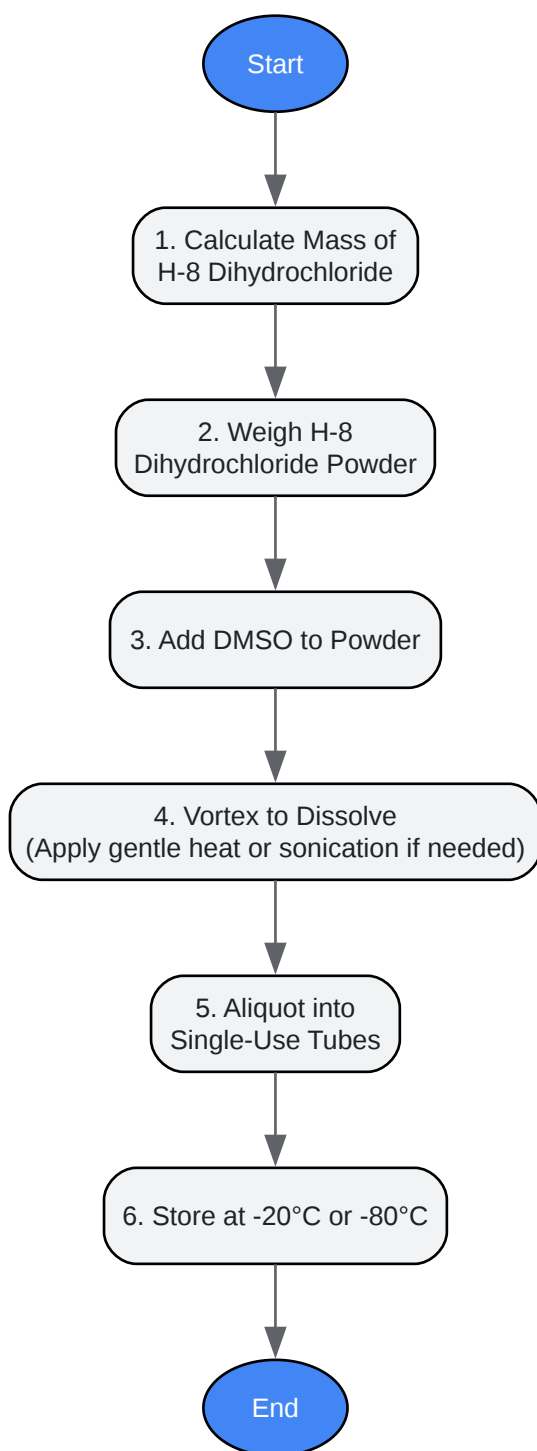 Start
1. Calculate Mass of
H-8 Dihydrochloride
2. Weigh H-8
Dihydrochloride Powder
3. Add DMSO to Powder
4. Vortex to Dissolve
(Apply gentle heat or sonication if needed)
5. Aliquot into
Single-Use Tubes
6. Store at -20°C or -80°C
End